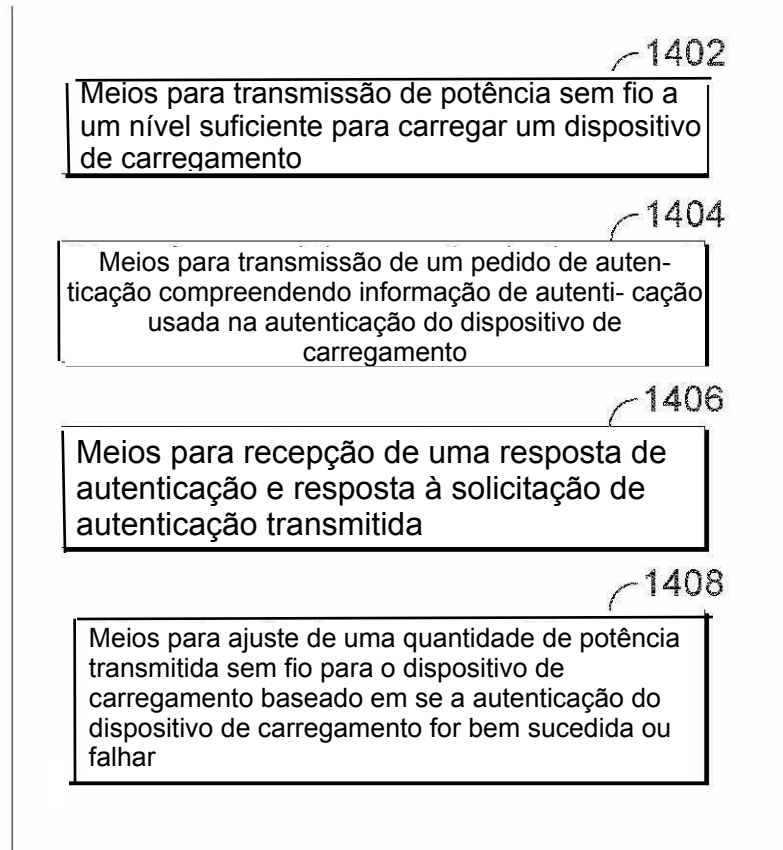 1402
Meios para transmissão de potência sem fio a
um nível suficiente para carregar um dispositivo
de carregamento
1404
Meios para transmissão de um pedido de auten-
ticação compreendendo informação de autenti- cação
usada na autenticação do dispositivo de
carregamento
1406
Meios para recepção de uma resposta de
autenticação e resposta à solicitação de
autenticação transmitida
1408
Meios para ajuste de uma quantidade de potência
transmitida sem fio para o dispositivo de
carregamento baseado em se a autenticação do
dispositivo de carregamento for bem sucedida ou
falhar